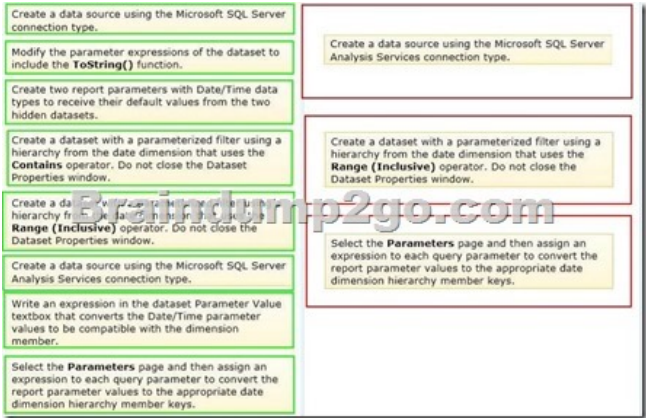 Create a data source using the Microsoft SQL Server
connection type.
Modify the parameter expressions of the dataset to
include the ToString() function.
Create two report parameters with Date/Time data
types to receive their default values from the two
hidden datasets.
Create a dataset with a parameterized filter using a
hierarchy from the date dimension that uses the
Contains operator. Do not close the Dataset
Properties window.
Create a
hierarchy
Range (Inclusive) operator. Do not close the
Dataset Properties window.
Create a data source using the Microsoft SQL Server
Analysis Services connection type.
Write an expression in the dataset Parameter Value
textbox that converts the Date/Time parameter
values to be compatible with the dimension
member.
Select the Parameters page and then assign an
expression to each query parameter to convert the
report parameter values to the appropriate date
dimension hierarchy member keys.
Create a data source using the Microsoft SQL Server
Analysis Services connection type.
Create a dataset with a parameterized filter using a
hierarchy from the date dimension that uses the
Range (Inclusive) operator. Do not close the
Dataset Properties window.
Select the Parameters page and then assign an
expression to each query parameter to convert the
report parameter values to the appropriate date
dimension hierarchy member keys.
Braindump2go.com